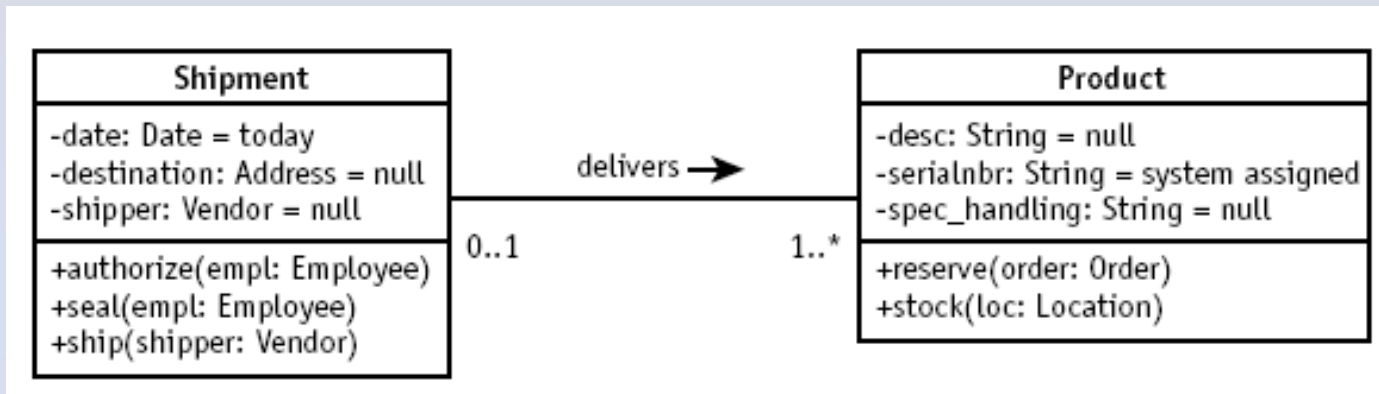 Shipment
-date: Date = today
-destination: Address = null
-shipper: Vendor = null
+authorize(empl: Employee)
+seal(empl: Employee)
+ship(shipper: Vendor)
delivers
0..1
1..*
Product
-desc: String = null
-serialnbr: String = system assigned
-spec_handling: String = null
+reserve(order: Order)
+stock(loc: Location)